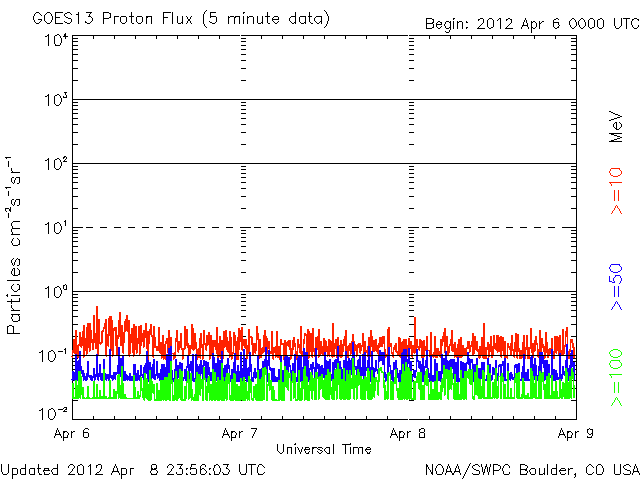 GOES13 Proton Flux (5 minute data)
Begin: 2012 Apr 6 0000 UTC
Particles cm⁻²s⁻¹sr⁻¹
10⁴
10³
10²
10¹
10⁰
10⁻¹
10⁻²
Apr 6
Apr 7
Apr 8
Apr 9
Universal Time
MeV
>=10
>=50
>=100
Updated 2012 Apr 8 23:56:03 UTC
NOAA/SWPC Boulder, CO USA